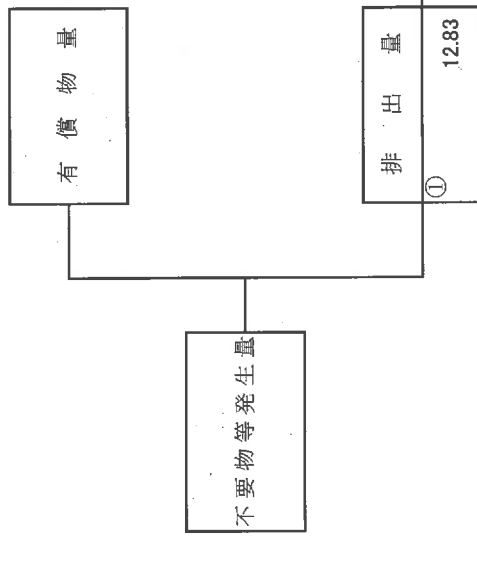 不要物等発生量
有償物量
排出量
①
12.83